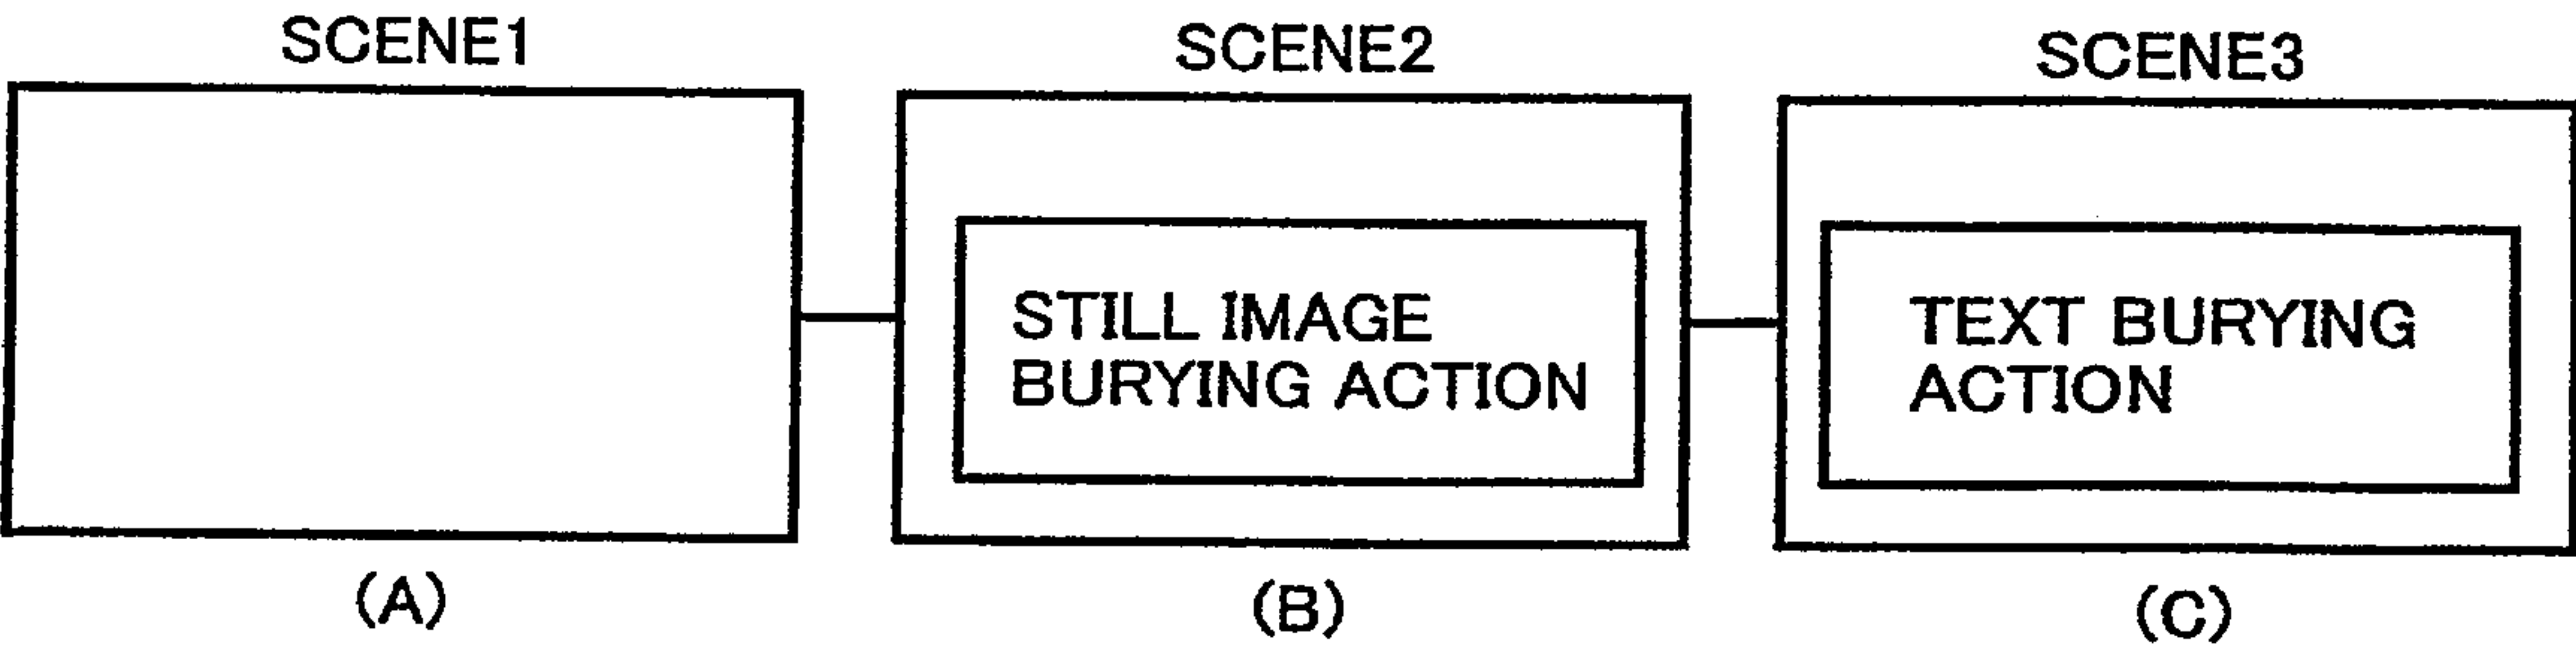 SCENE1
SCENE2
SCENE3
STILL IMAGE
BURYING ACTION
TEXT BURYING
ACTION
(A)
(B)
(C)